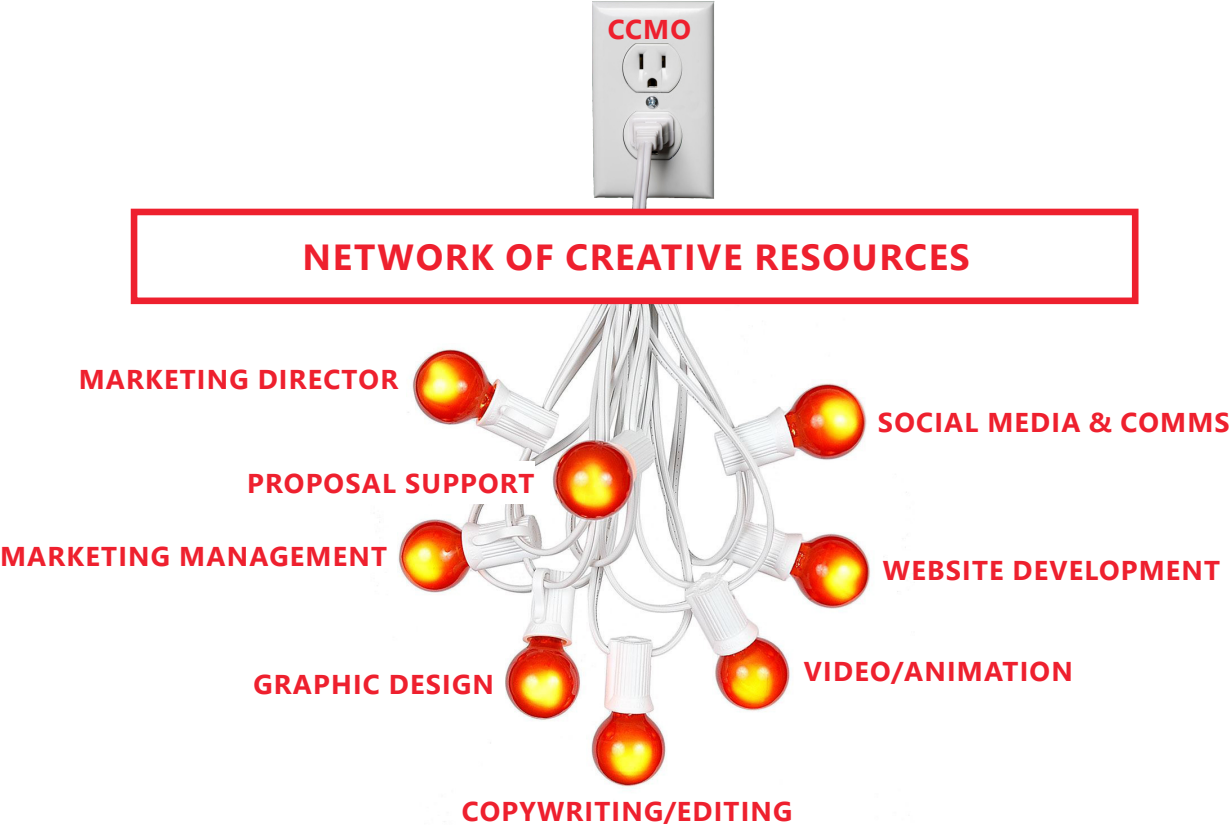 CCMO
NETWORK OF CREATIVE RESOURCES
MARKETING DIRECTOR
SOCIAL MEDIA & COMMS
PROPOSAL SUPPORT
MARKETING MANAGEMENT
WEBSITE DEVELOPMENT
GRAPHIC DESIGN
VIDEO/ANIMATION
COPYWRITING/EDITING